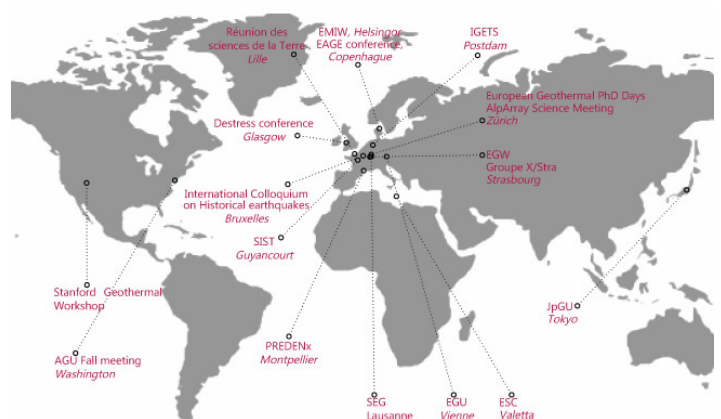 Réunion des
sciences de la Terre
Lille
EMIW, Helsingor
EAGE conference,
Copenhague
IGETS
Postdam
European Geothermal PhD Days
AlpArray Science Meeting
Zürich
Destress conference
Glasgow
EGW
Groupe X/Stra
Strasbourg
International Colloquium
on Historical earthquakes
Bruxelles
SIST
Guyancourt
Stanford Geothermal
Workshop
JpGU
Tokyo
PREDENx
Montpellier
AGU Fall meeting
Washington
SEG
Lausanne
EGU
Vienne
ESC
Valetta